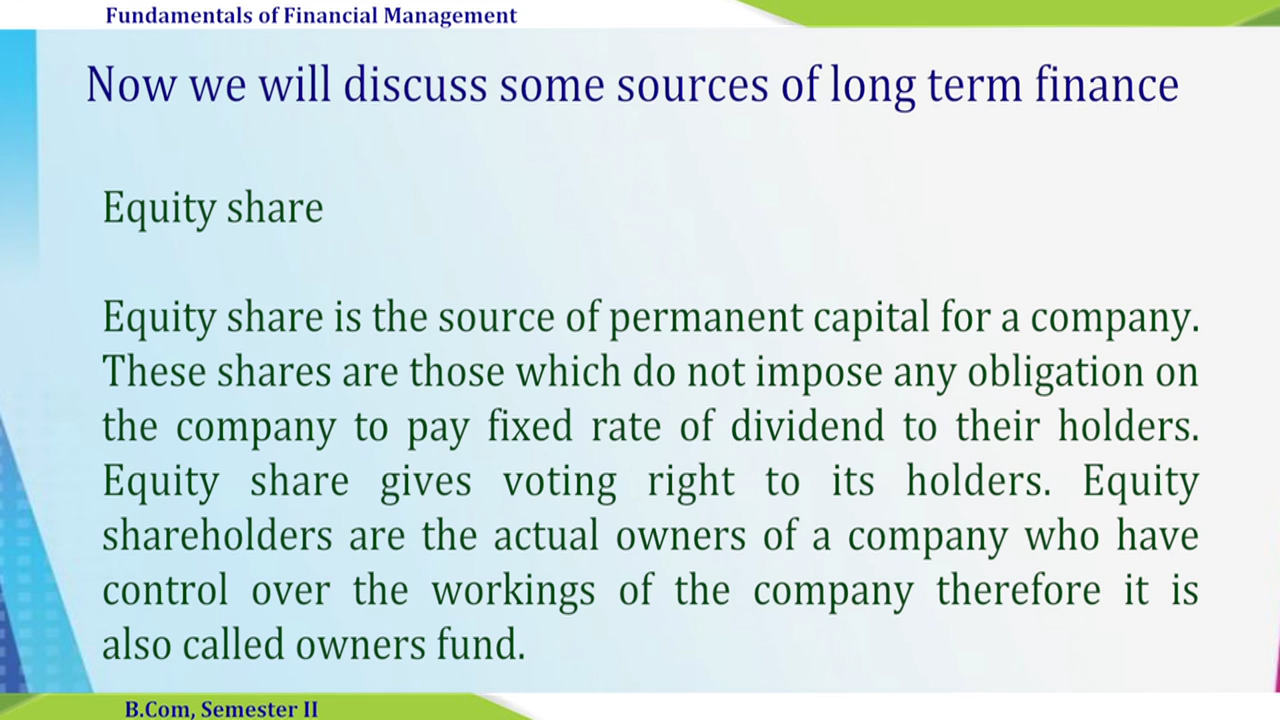 Fundamentals of Financial Management
Now we will discuss some sources of long term finance
Equity share
Equity share is the source of permanent capital for a company.
These shares are those which do not impose any obligation on
the company to pay fixed rate of dividend to their holders.
Equity share gives voting right to its holders. Equity
shareholders are the actual owners of a company who have
control over the workings of the company therefore it is
also called owners fund.
B.Com, Semester II